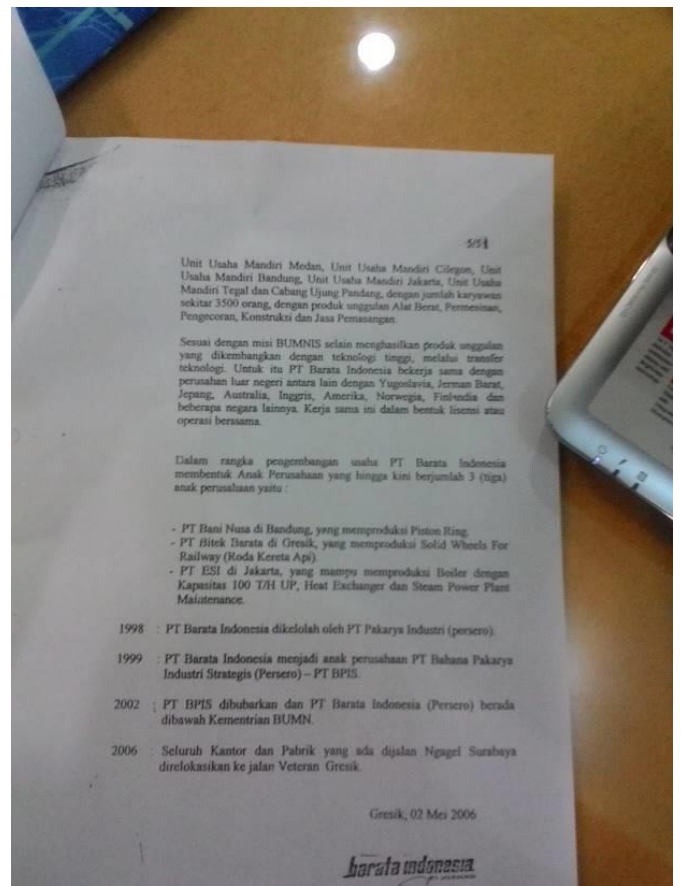 5/5
Unit Usaha Mandiri Medan, Unit Usaha Mandiri Cilegon, Unit
Usaha Mandiri Bandung, Unit Usaha Mandiri Jakarta, Unit Usaha
Mandiri Tegal dan Cabang Ujung Pandang, dengan jumlah karyawan
sekitar 3500 orang, dengan produk unggulan Alat Berat, Permesinan,
Pengecoran, Konstruksi dan Jasa Pemasangan.
Sesuai dengan misi BUMNIS selain menghasilkan produk unggulan
yang dikembangkan dengan teknologi tinggi, melalui transfer
teknologi. Untuk itu PT Barata Indonesia bekerja sama dengan
perusahan luar negeri antara lain dengan Yugoslavia, Jerman Barat,
Jepang, Australia, Inggris, Amerika, Norwegia, Finlandia dan
beberapa negara lainnya. Kerja sama ini dalam bentuk lisensi atau
operasi berssama.
Dalam rangka pengembangan usaha PT Barata Indonesia
membentuk Anak Perusahaan yang hingga kini berjumlah 3 (tiga)
anak perusahaan yaitu :
- PT Bani Nusa di Bandung, yang memproduksi Piston Ring.
- PT Bitek Barata di Gresik, yang memproduksi Solid Wheels For
Railway (Roda Kereta Api).
- PT ESI di Jakarta, yang mampu memproduksi Boiler dengan
Kapasitas 100 T/H UP, Heat Exchanger dan Steam Power Plant
Maintenance.
1998 : PT Barata Indonesia dikelolah oleh PT Pakarya Industri (persero).
1999 : PT Barata Indonesia menjadi anak perusahaan PT Bahana Pakarya
Industri Strategis (Persero) – PT BPIS.
2002 : PT BPIS dibubarkan dan PT Barata Indonesia (Persero) berada
dibawah Kementrian BUMN.
2006 : Seluruh Kantor dan Pabrik yang ada dijalan Ngagel Surabaya
direlokasikan ke jalan Veteran Gresik.
Gresik, 02 Mei 2006
barata indonesia